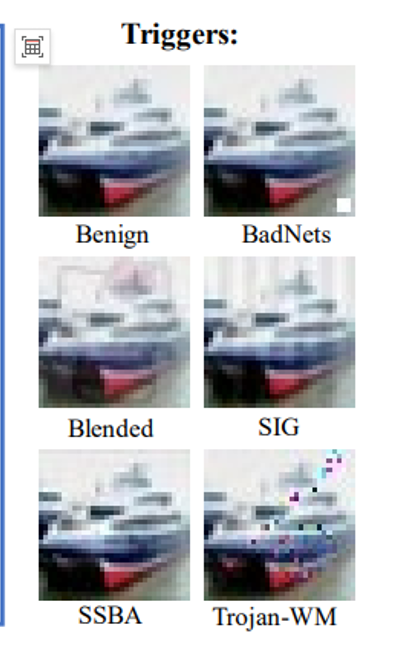 Triggers:
Benign
BadNets
Blended
SIG
SSBA
Trojan-WM